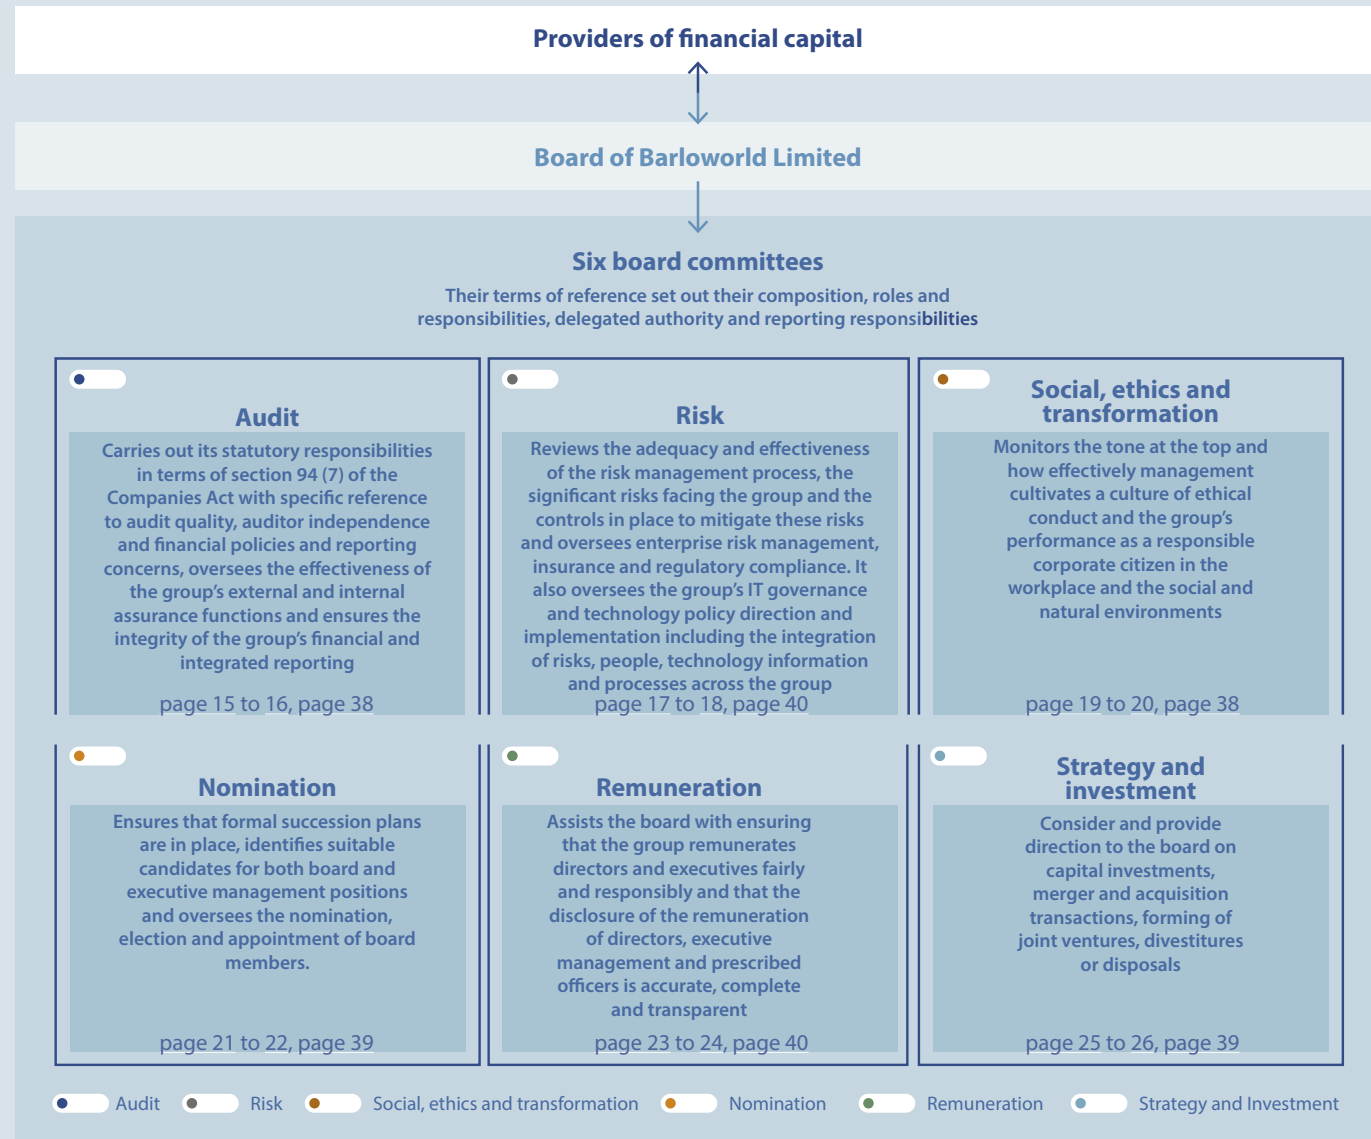 Providers of financial capital
Board of Barloworld Limited
Six board committees
Their terms of reference set out their composition, roles and
responsibilities, delegated authority and reporting responsibilities
Audit
Carries out its statutory responsibilities
in terms of section 94 (7) of the
Companies Act with specific reference
to audit quality, auditor independence
and financial policies and reporting
concerns, oversees the effectiveness of
the group's external and internal
assurance functions and ensures the
integrity of the group's financial and
integrated reporting
page 15 to 16, page 38
Risk
Reviews the adequacy and effectiveness
of the risk management process, the
significant risks facing the group and the
controls in place to mitigate these risks
and oversees enterprise risk management,
insurance and regulatory compliance. It
also oversees the group's IT governance
and technology policy direction and
implementation including the integration
of risks, people, technology information
and processes across the group
page 17 to 18, page 40
Social, ethics and
transformation
Monitors the tone at the top and
how effectively management
cultivates a culture of ethical
conduct and the group's
performance as a responsible
corporate citizen in the
workplace and the social and
natural environments
page 19 to 20, page 38
Nomination
Ensures that formal succession plans
are in place, identifies suitable
candidates for both board and
executive management positions
and oversees the nomination,
election and appointment of board
members.
page 21 to 22, page 39
Remuneration
Assists the board with ensuring
that the group remunerates
directors and executives fairly
and responsibly and that the
disclosure of the remuneration
of directors, executive
management and prescribed
officers is accurate, complete
and transparent
page 23 to 24, page 40
Strategy and
investment
Consider and provide
direction to the board on
capital investments,
merger and acquisition
transactions, forming of
joint ventures, divestitures
or disposals
page 25 to 26, page 39
Audit Risk Social, ethics and transformation Nomination Remuneration Strategy and Investment